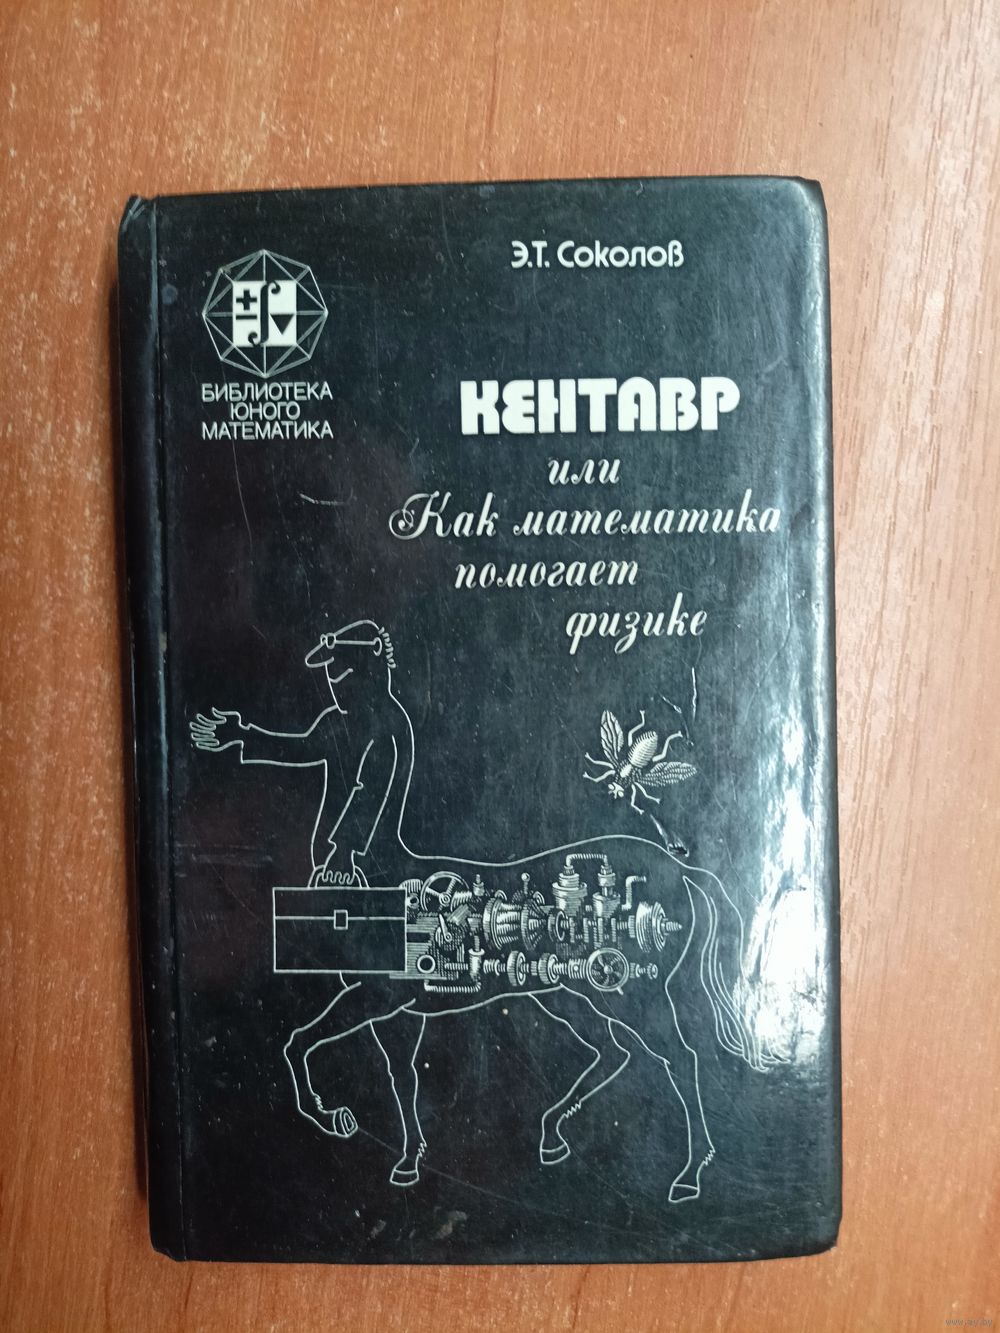 Э.Т. Соколов
БИБЛИОТЕКА
ЮНОГО
МАТЕМАТИКА
КЕНТАВР
или
Как математика
помогает
физике